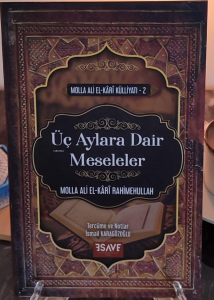 MOLLA ALİ EL-KÂRÎ KÜLLİYATI - 2
Üç Aylara Dair
Meseleler
MOLLA ALİ EL-KÂRÎ RAHİMEHULLAH
Tercüme ve Notlar
İsmail KARAGÖZOĞLU